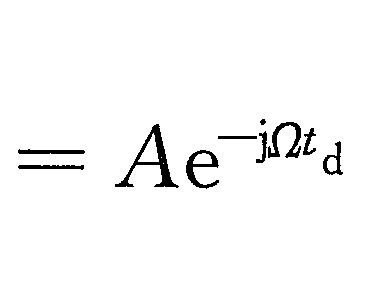 = Ae^{-jΩt_d}